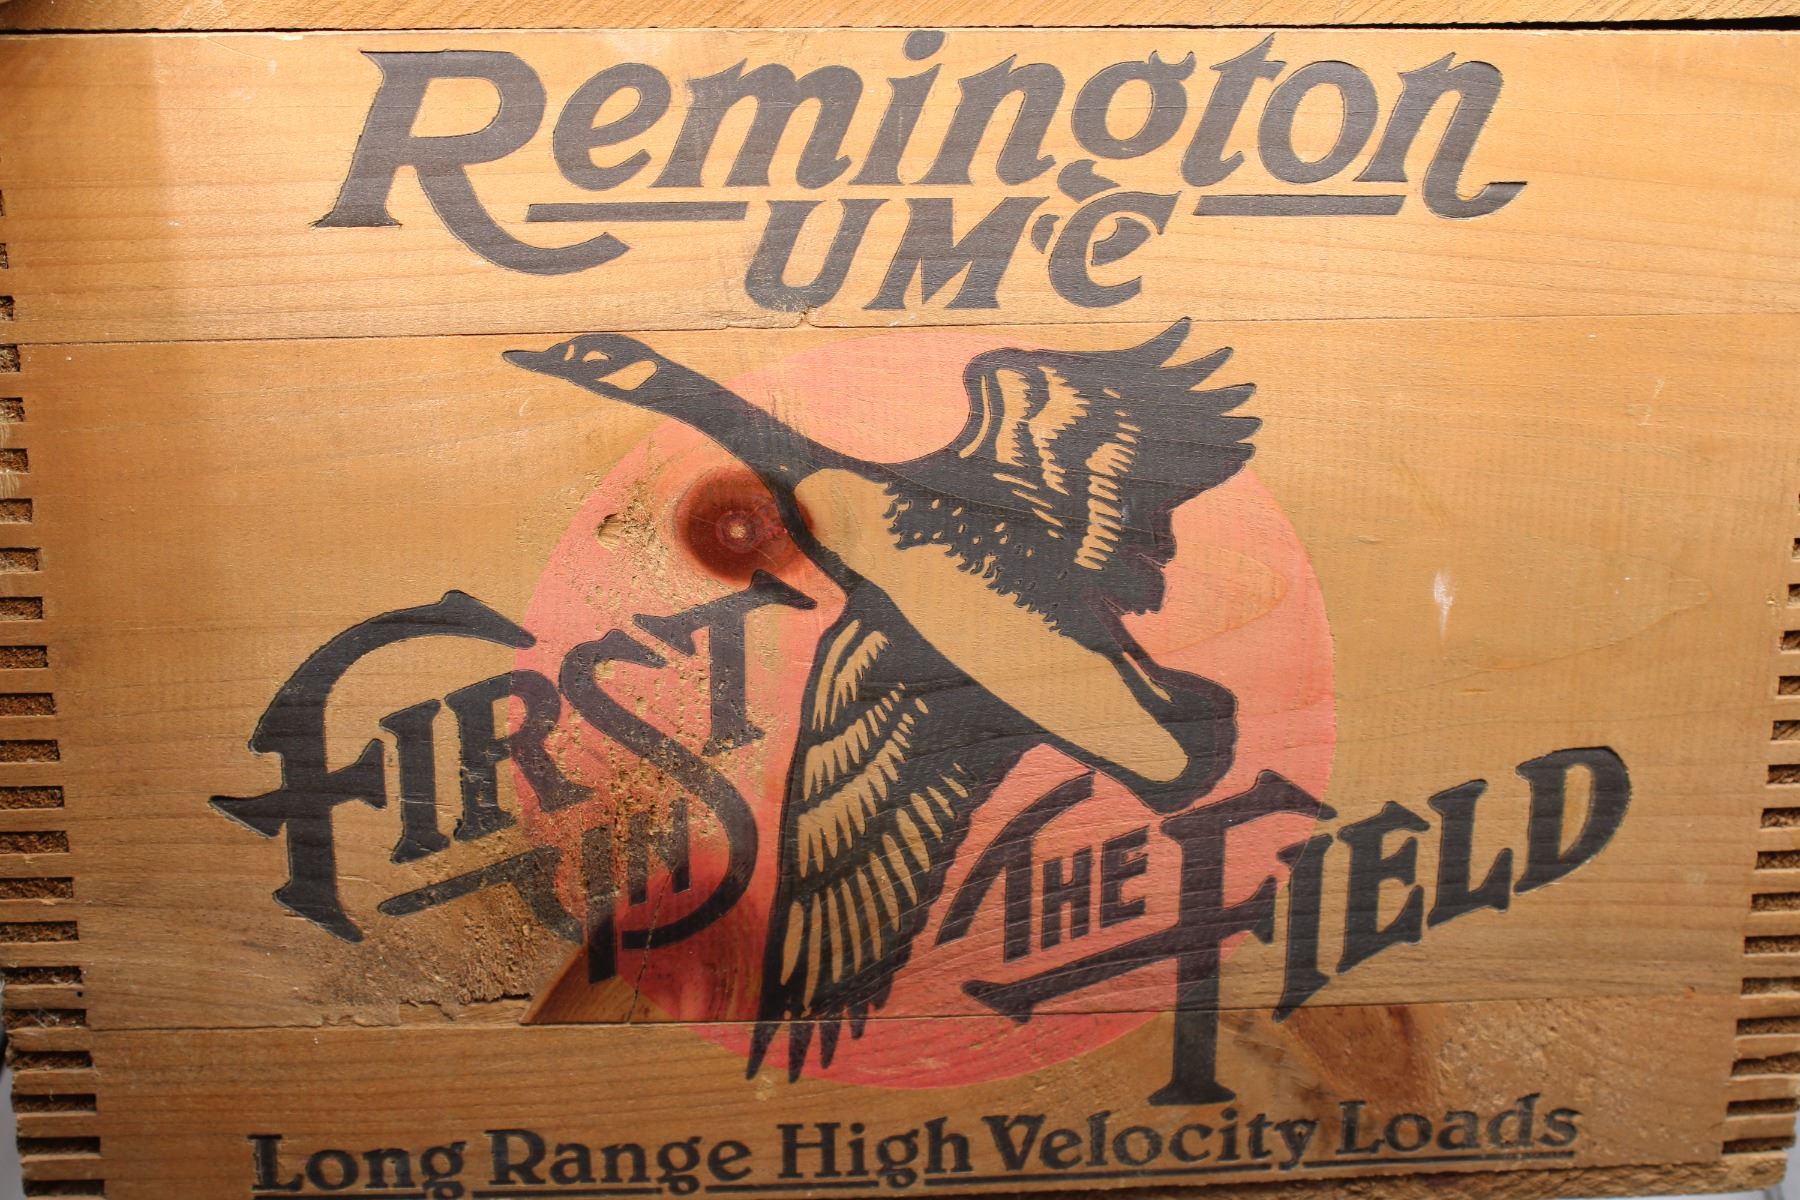 Remington
UMC
FIRST
IN
THE FIELD
Long Range High Velocity Loads